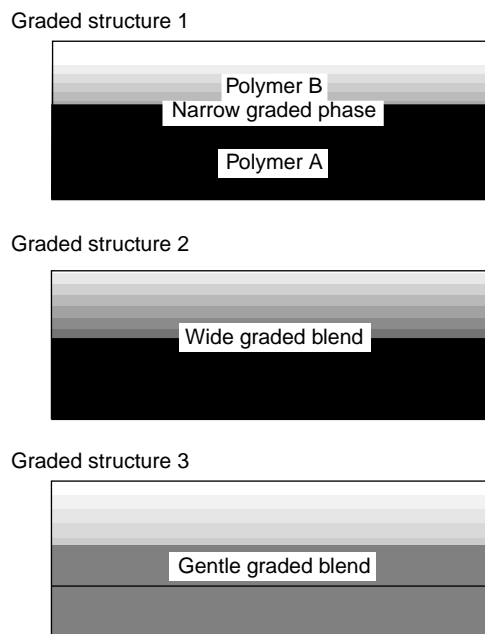 Graded structure 1
Polymer B
Narrow graded phase
Polymer A
Graded structure 2
Wide graded blend
Graded structure 3
Gentle graded blend